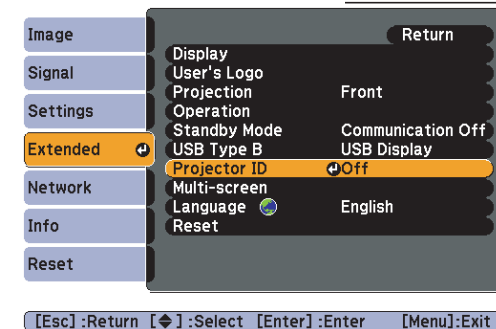 Image
Signal
Settings
Extended
Network
Info
Reset
Return
Display
User's Logo
Projection Front
Operation
Standby Mode Communication Off
USB Type B USB Display
Projector ID Off
Multi-screen
Language English
Reset
[Esc] :Return [◆] :Select [Enter] :Enter [Menu]:Exit